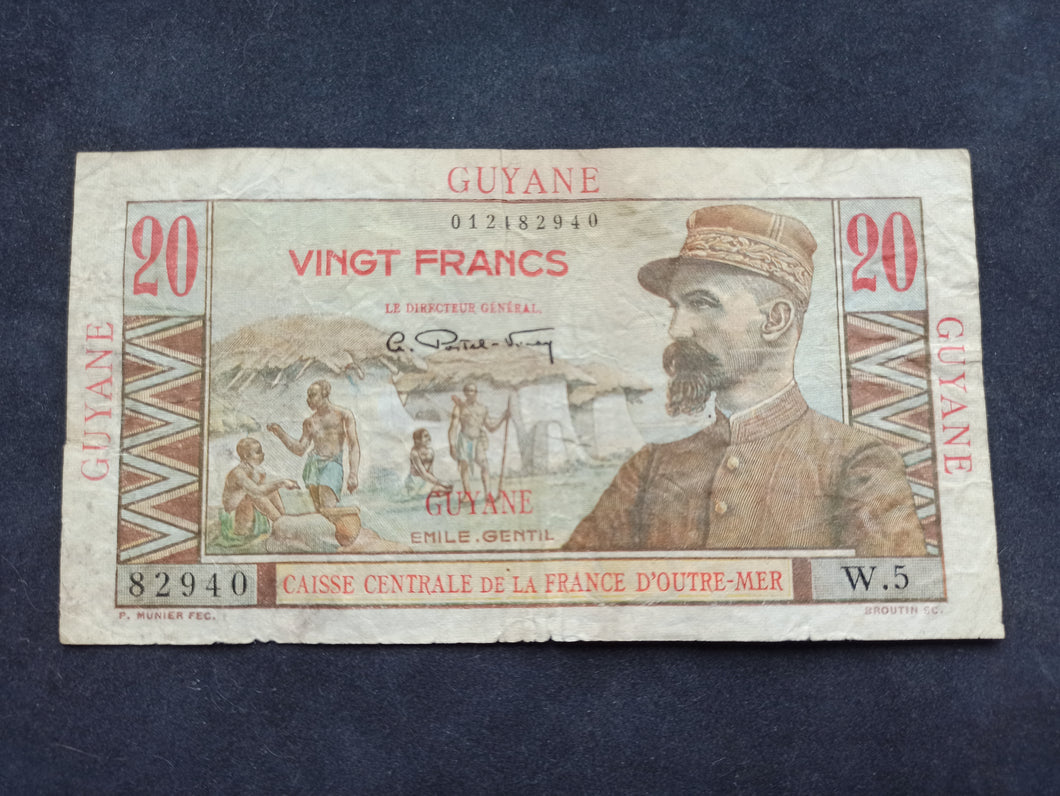 GUYANE
012482940
20
20
VINGT FRANCS
LE DIRECTEUR GÉNÉRAL,
GUYANE
GUYANE
GUYANE
EMILE.GENTIL
82940
CAISSE CENTRALE DE LA FRANCE D'OUTRE-MER
W.5
P. MUNIER FEC.
BROUTIN SC.